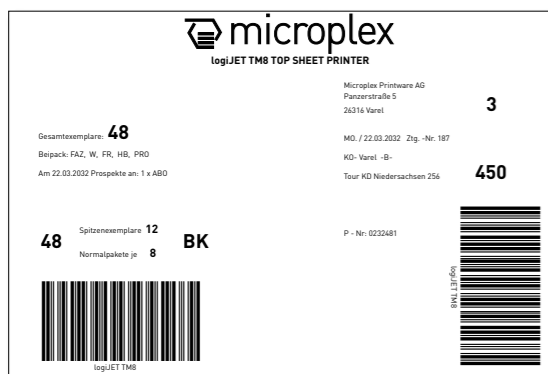 microplex
logiJET TM8 TOP SHEET PRINTER
Microplex Printware AG
Panzerstraße 5
26316 Varel
3
Gesamtexemplare: 48
Beipack: FAZ, W, FR, HB, PRO
Am 22.03.2032 Prospekte an: 1 x ABO
MO. / 22.03.2032 Ztg. -Nr. 187
KO- Varel -B-
Tour KD Niedersachsen 256
450
48
Spitzenexemplare 12
Normalpakete je 8
BK
P - Nr: 0232481
logiJET TM8
logiJET TM8